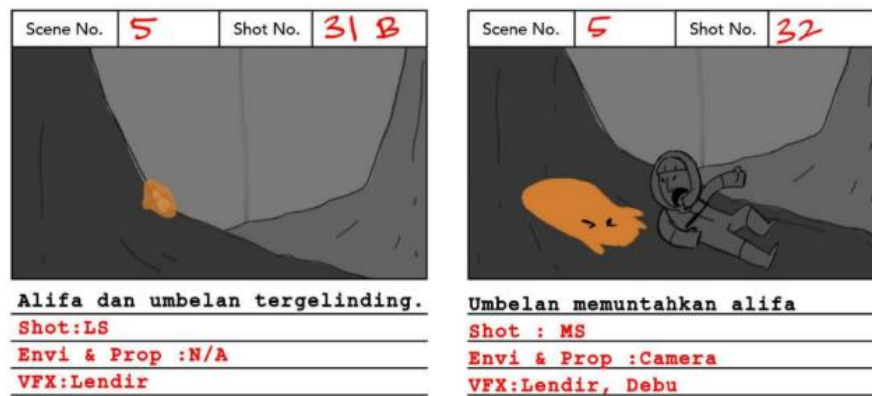 Scene No. 5 Shot No. 31 B
Alifa dan umbelan tergelinding.
Shot:LS
Envi & Prop :N/A
VFX:Lendir
Scene No. 5 Shot No. 32
Umbelan memuntahkan alifa
Shot : MS
Envi & Prop :Camera
VFX:Lendir, Debu